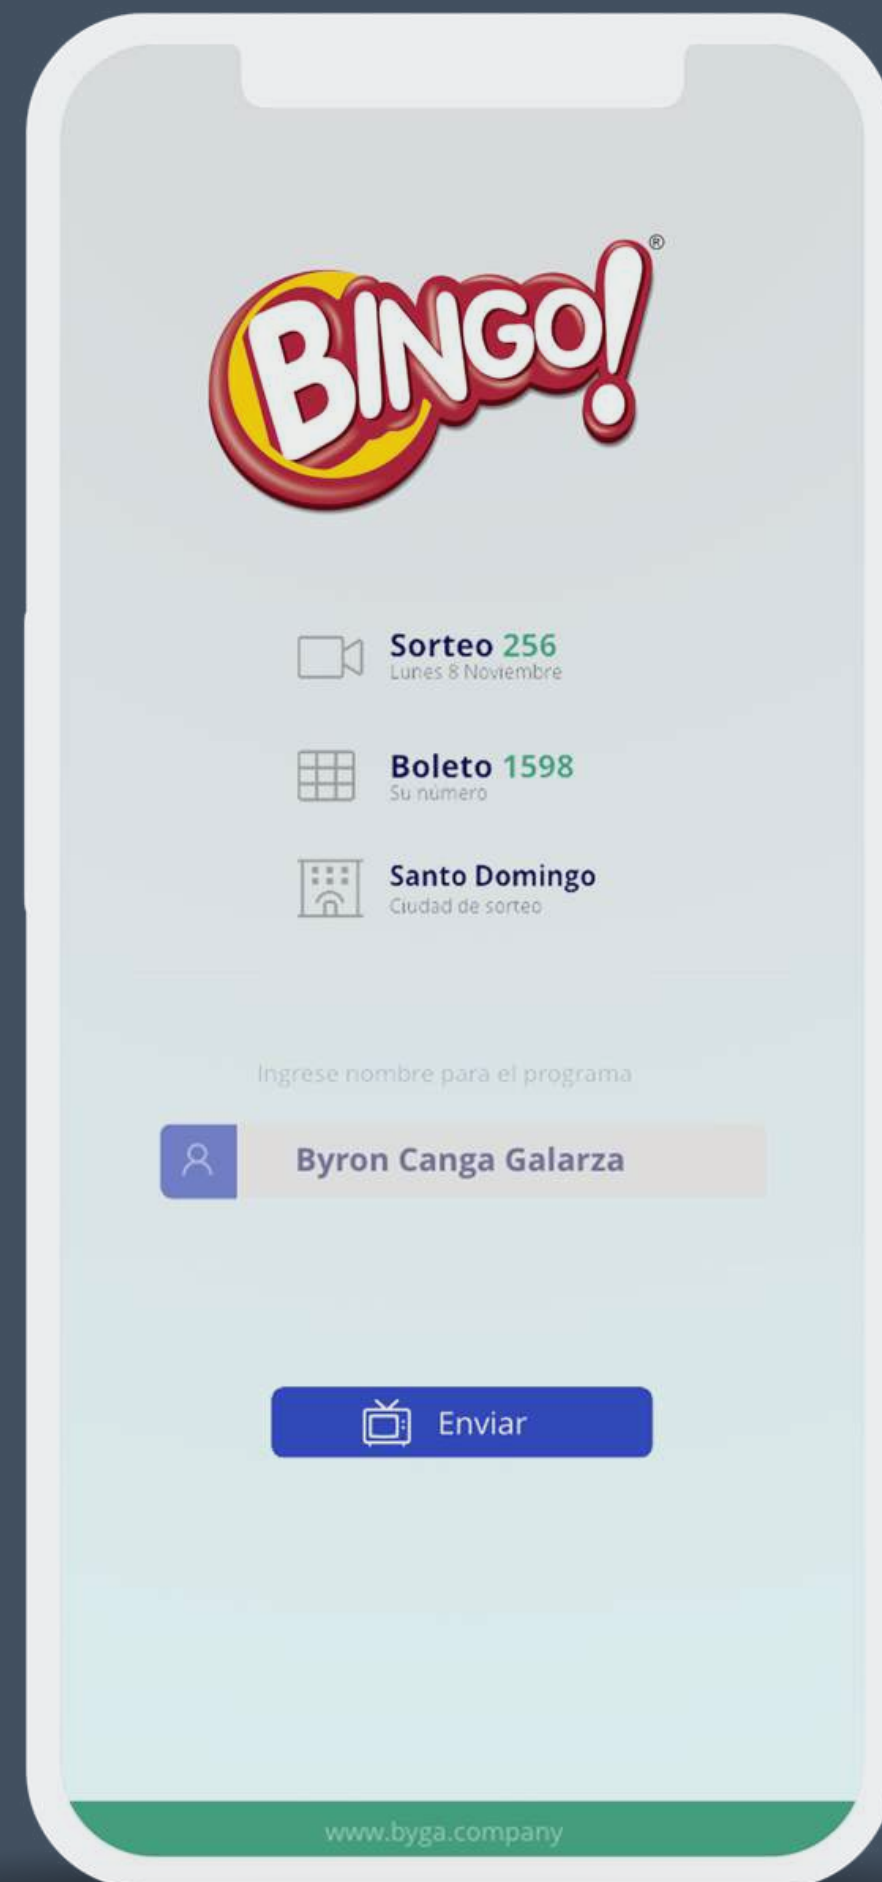 BINGO!®
Sorteo 256
Lunes 8 Noviembre
Boleto 1598
Su número
Santo Domingo
Ciudad de sorteo
Ingrese nombre para el programa
Byron Canga Galarza
Enviar
www.byga.company